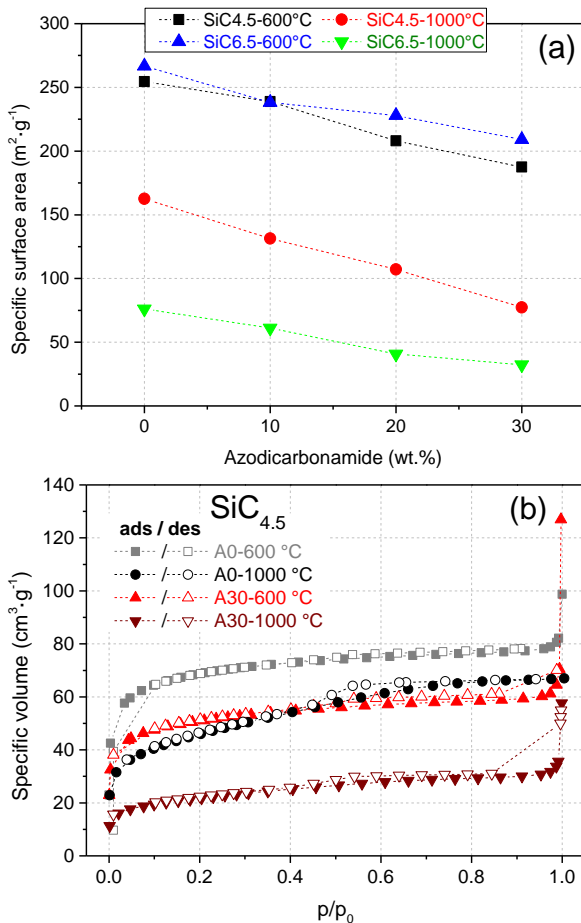 SiC4.5-600°C SiC4.5-1000°C
SiC6.5-600°C SiC6.5-1000°C
(a)
300
250
200
150
100
50
0
Specific surface area (m²·g⁻¹)
0 10 20 30
Azodicarbonamide (wt.%)
140
120
100
80
60
40
20
0
Specific volume (cm³·g⁻¹)
SiC₄.₅
(b)
ads / des
/ A0-600 °C
/ A0-1000 °C
/ A30-600 °C
/ A30-1000 °C
0.0 0.2 0.4 0.6 0.8 1.0
p/p₀